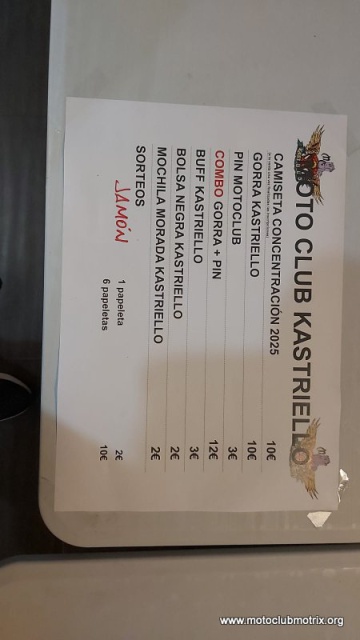 MOTO CLUB KASTRIELLO
CAMISETA CONCENTRACIÓN 2025 10€
GORRA KASTRIELLO 10€
PIN MOTOCLUB 3€
COMBO GORRA + PIN 12€
BUFF KASTRIELLO 3€
BOLSA NEGRA KASTRIELLO 2€
MOCHILA MORADA KASTRIELLO 2€
SORTEOS
JAMÓN
1 papeleta 2€
6 papeletas 10€
www.motoclubmotrix.org